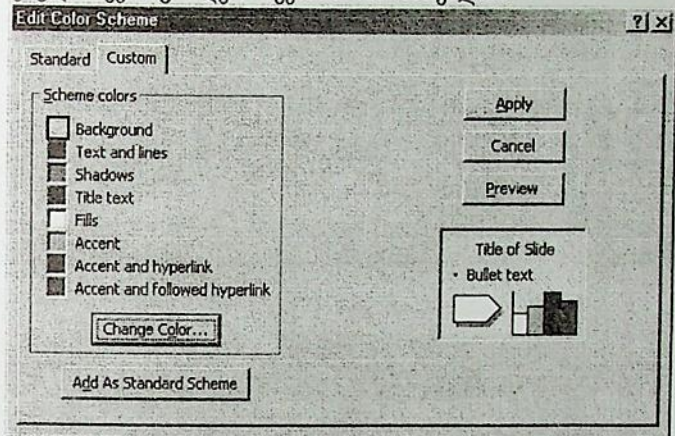 Edit Color Scheme
? ×
Standard Custom
Scheme colors
Background
Text and lines
Shadows
Title text
Fills
Accent
Accent and hyperlink
Accent and followed hyperlink
Change Color...
Add As Standard Scheme
Apply
Cancel
Preview
Title of Slide
• Bullet text